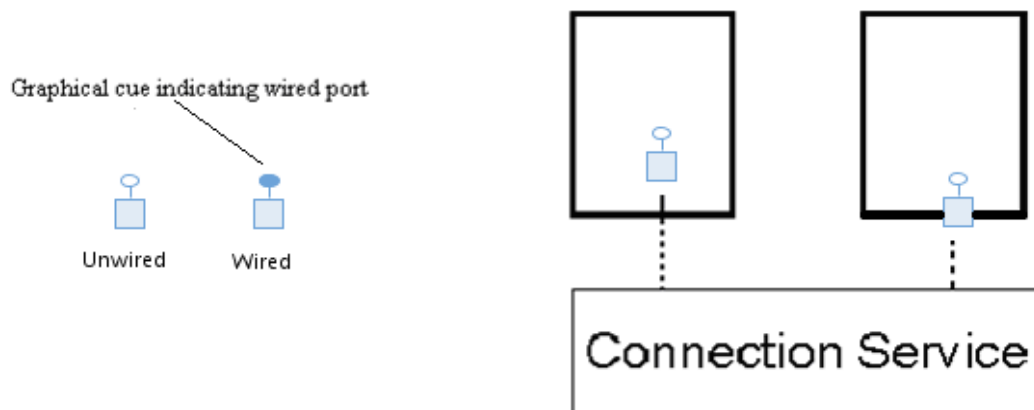 Graphical cue indicating wired port
Unwired
Wired
Connection Service